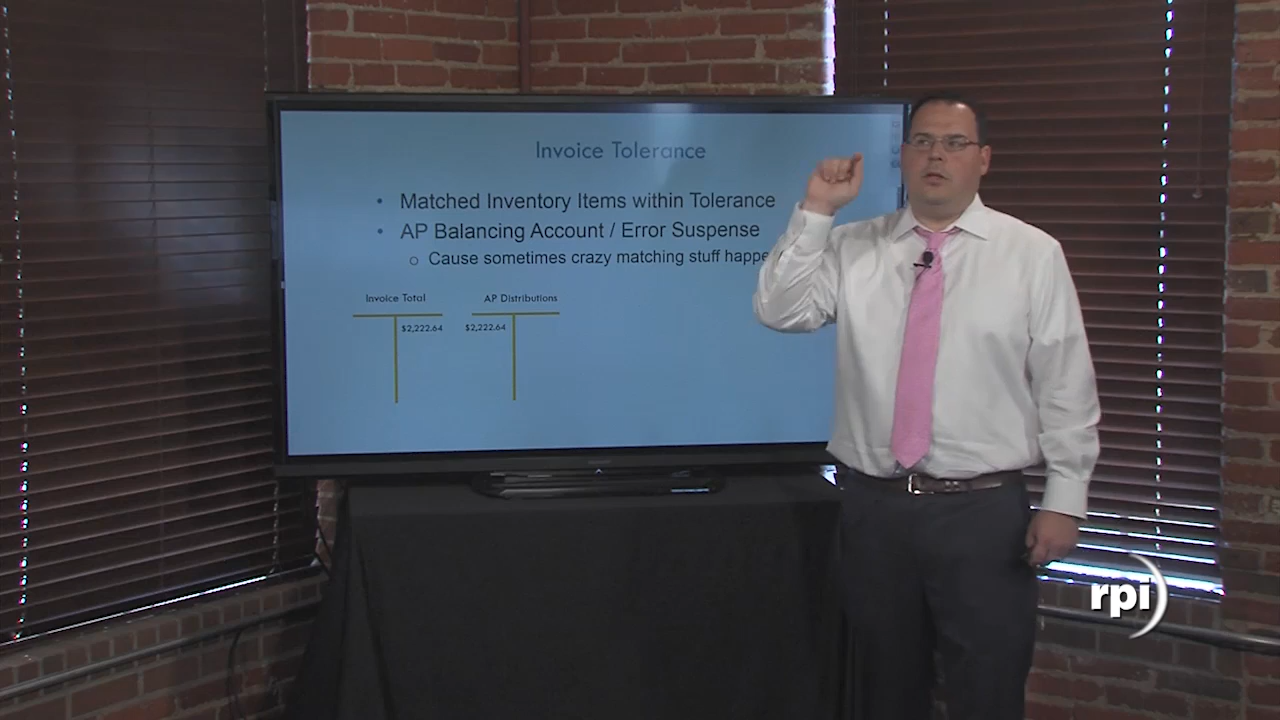 Invoice Tolerance
• Matched Inventory Items within Tolerance
• AP Balancing Account / Error Suspense
o Cause sometimes crazy matching stuff happe
Invoice Total AP Distributions
$2,222.64 $2,222.64
rpi